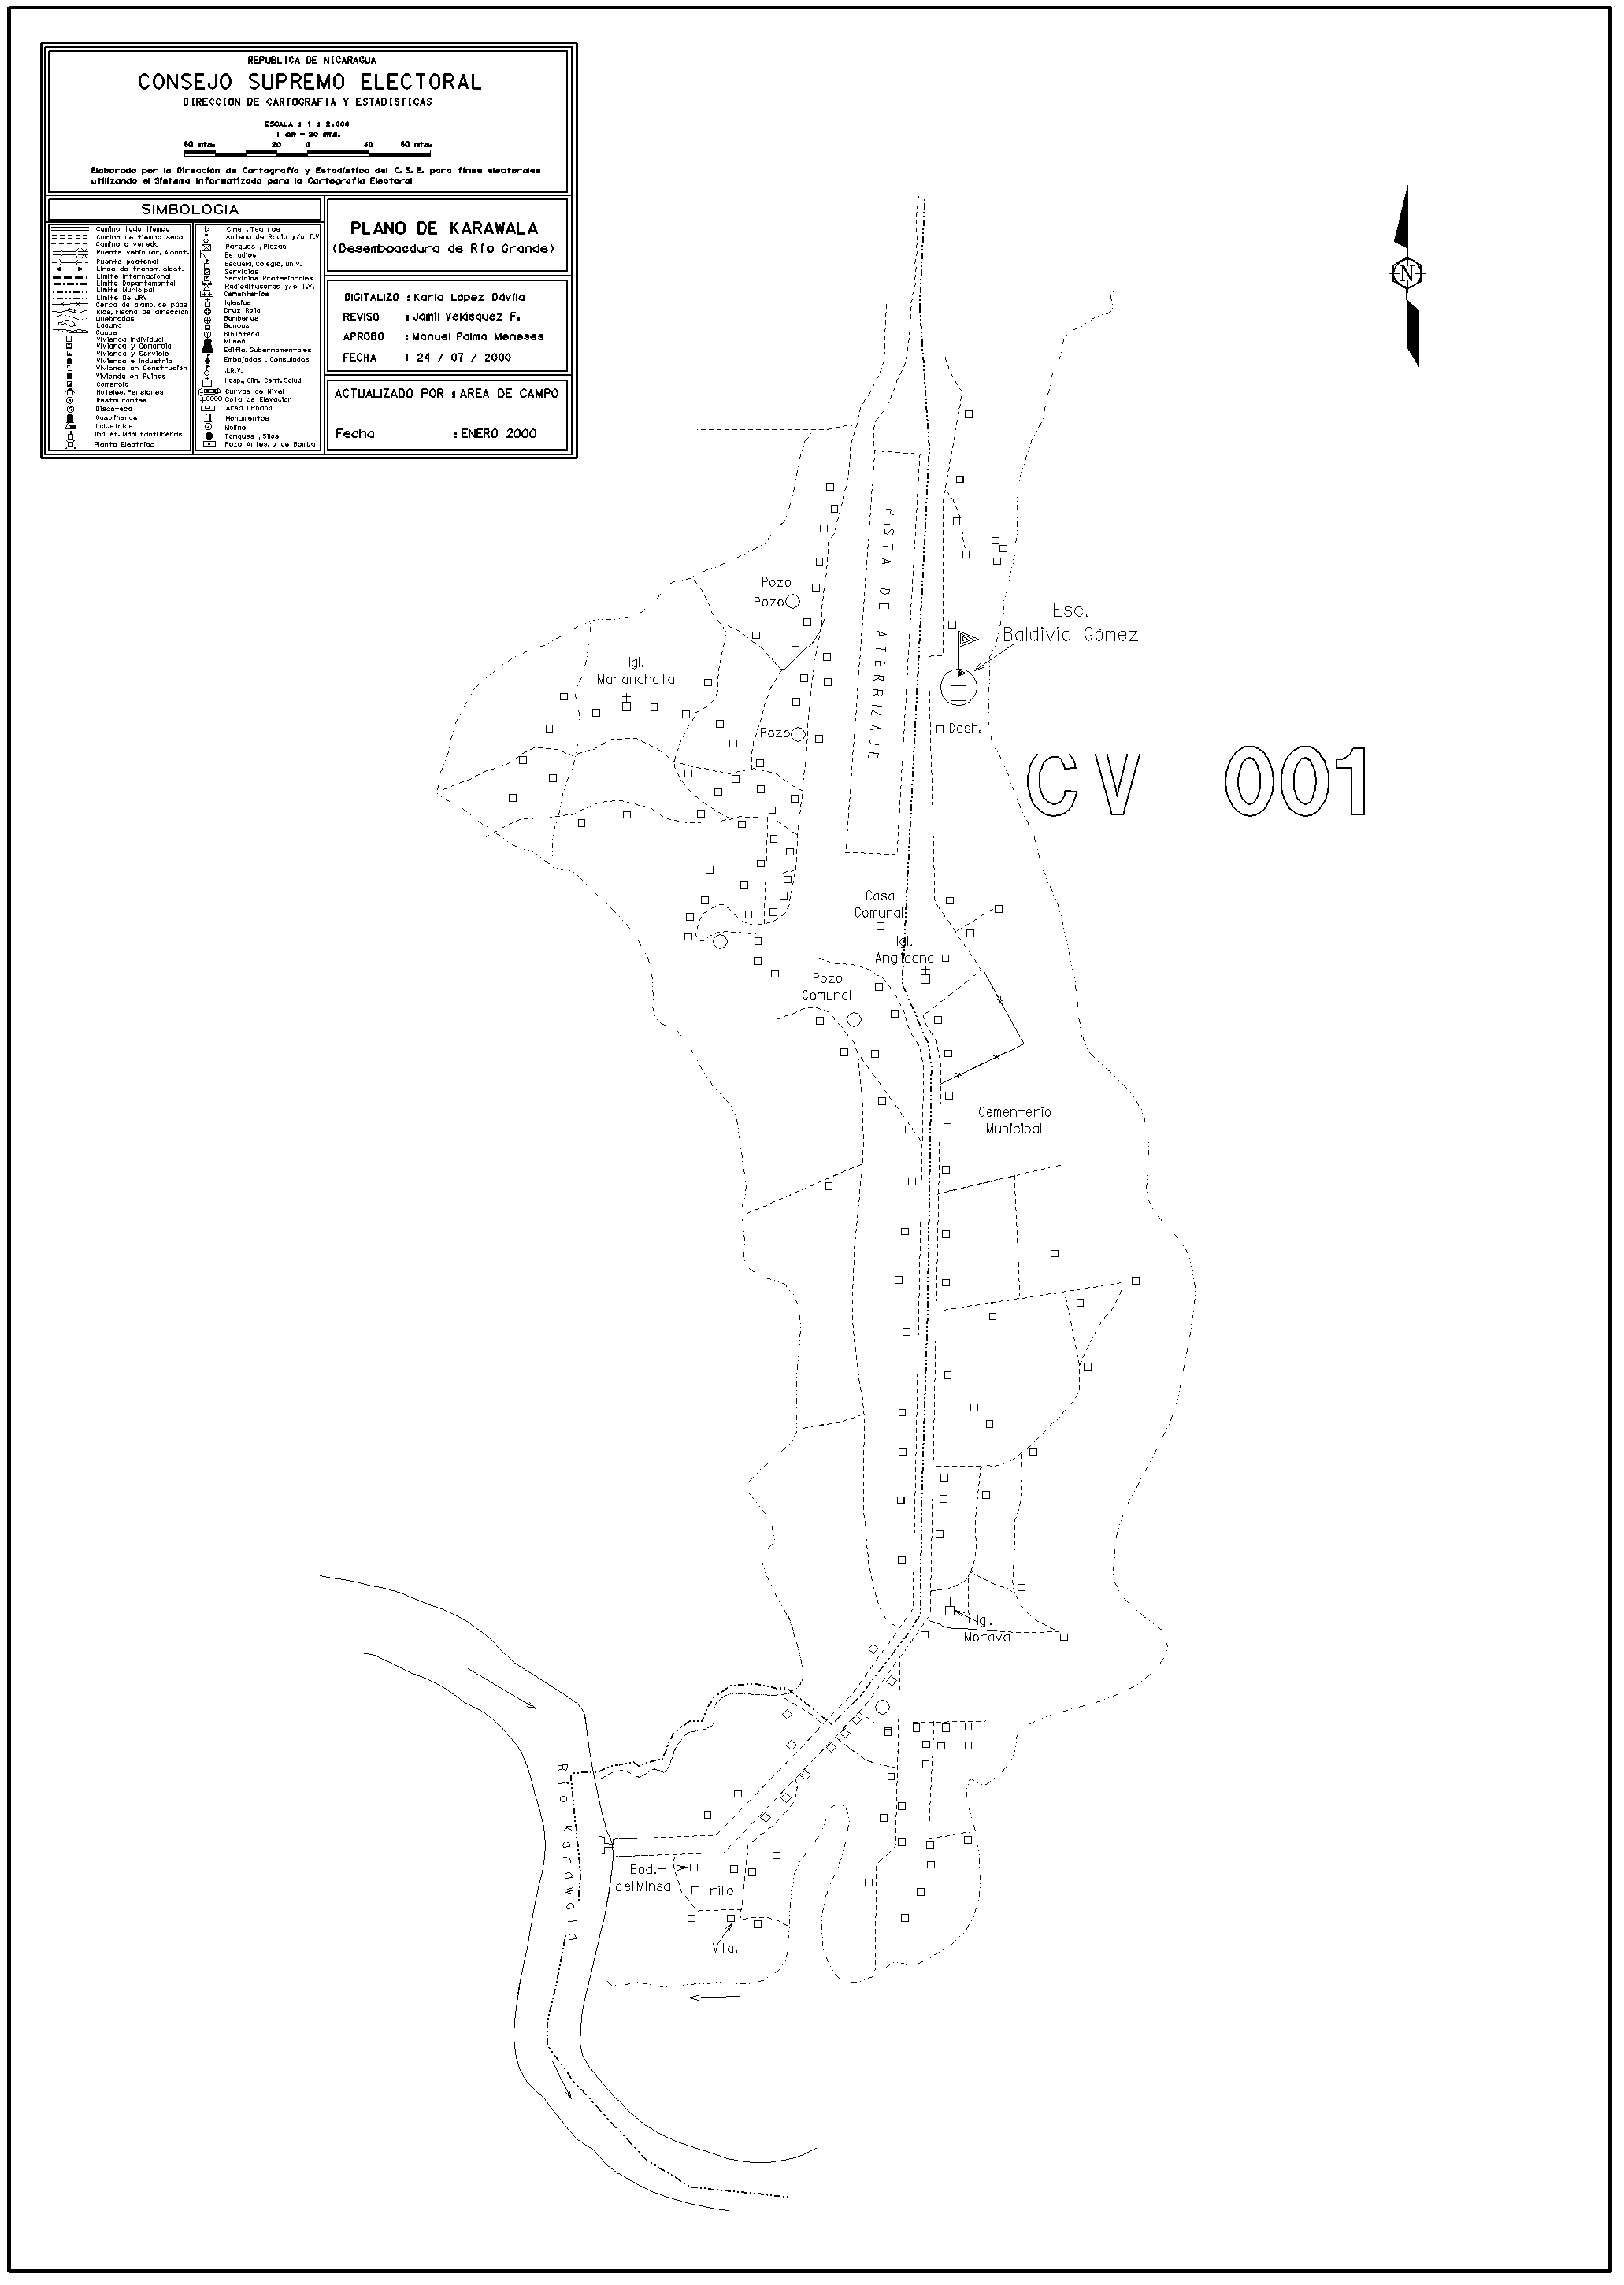 REPUBLICA DE NICARAGUA
CONSEJO SUPREMO ELECTORAL
DIRECCION DE CARTOGRAFIA Y ESTADISTICAS
ESCALA : 1 : 2.000
1 cm = 20 mts.
60 mts. 20 0 40 60 mts.
Elaborado por la Dirección de Cartografía y Estadística del C.S.E. para fines electorales
utilizando el Sistema Informatizado para la Cartografía Electoral
SIMBOLOGIA
Camino todo tiempo
Camino de tiempo seco
Camino o vereda
Puente vehicular, Alcant.
Puente peatonal
Linea de transm. elect.
Limite Internacional
Limite Departamental
Limite Municipal
Limite De JRV
Cerca de alamb. de púas
Rios, Flecha de dirección
Quebradas
Laguna
Cause
Vivienda Individual
Vivienda y Comercio
Vivienda y Servicio
Vivienda e Industria
Vivienda en Construción
Vivienda en Ruinas
Comercio
Hoteles, Pensiones
Restaurantes
Discoteca
Gasolineras
Industrias
Indust. Manufactureras
Planta Electrica
Cine , Teatros
Antena de Radio y/o T.V
Parques , Plazas
Estadios
Escuela, Colegio, Univ.
Servicios
Servicios Profesionales
Radiodifusoras y/o T.V.
Cementerios
Iglesias
Cruz Roja
Bomberos
Bancos
Biblioteca
Museo
Edific. Gubernamentales
Embajadas , Consulados
J.R.V.
Hosp., Clin., Cent. Salud
Curvas de Nivel
Cota de Elevación
Area Urbana
Monumentos
Molino
Tanques , Silos
Pozo Artes. o de Bomba
PLANO DE KARAWALA
(Desemboacdura de Río Grande)
DIGITALIZO : Karla López Dávila
REVISO : Jamil Velásquez F.
APROBO : Manuel Palma Meneses
FECHA : 24 / 07 / 2000
ACTUALIZADO POR : AREA DE CAMPO
Fecha : ENERO 2000
N
PISTA DE ATERRIZAJE
Pozo
Pozo
Esc.
Baldivio Gómez
Igl.
Maranahata
Pozo
Desh.
CV 001
Casa
Comunal
Igl.
Anglicana
Pozo
Comunal
Cementerio
Municipal
Igl.
Morava
Río Karawala
Bod.
del Minsa
Trillo
Vta.